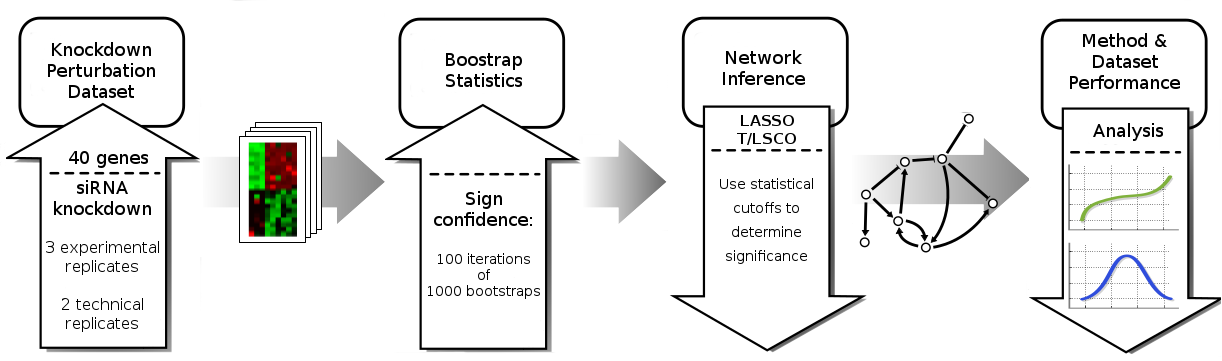 Knockdown
Perturbation
Dataset
40 genes
siRNA
knockdown
3 experimental
replicates
2 technical
replicates
Boostrap
Statistics
Sign
confidence:
100 iterations
of
1000 bootstraps
Network
Inference
LASSO
T/LSCO
Use statistical
cutoffs to
determine
significance
Method &
Dataset
Performance
Analysis